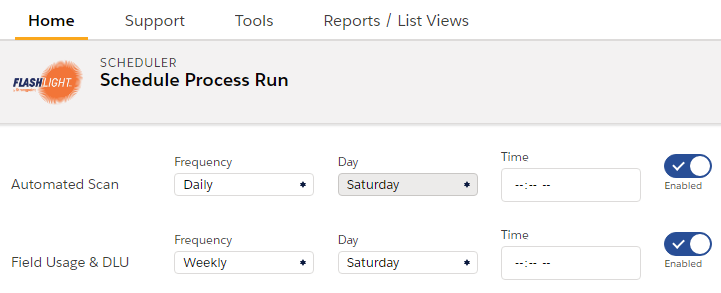 Home Support Tools Reports / List Views
SCHEDULER
FLASHLIGHT
Schedule Process Run
Frequency Day Time
Automated Scan Daily Saturday --:-- -- Enabled
Frequency Day Time
Field Usage & DLU Weekly Saturday --:-- -- Enabled